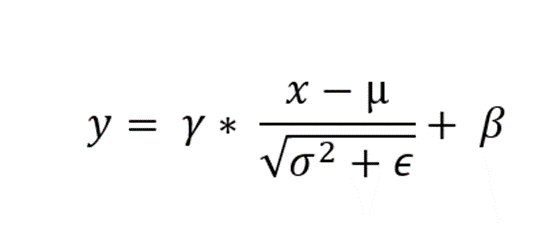 y = γ * (x − μ) / √(σ² + ϵ) + β